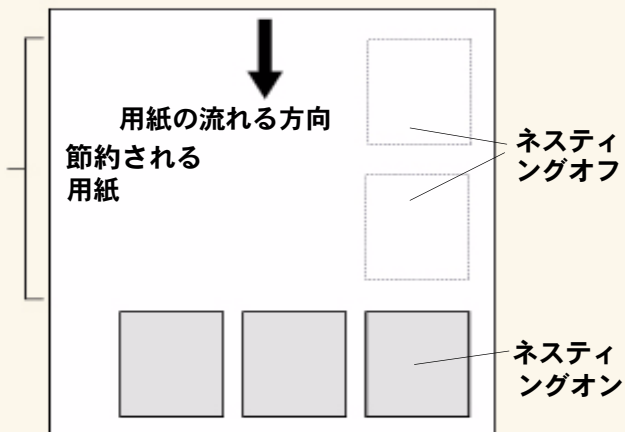 用紙の流れる方向
節約される
用紙
ネスティ
ングオフ
ネスティ
ングオン